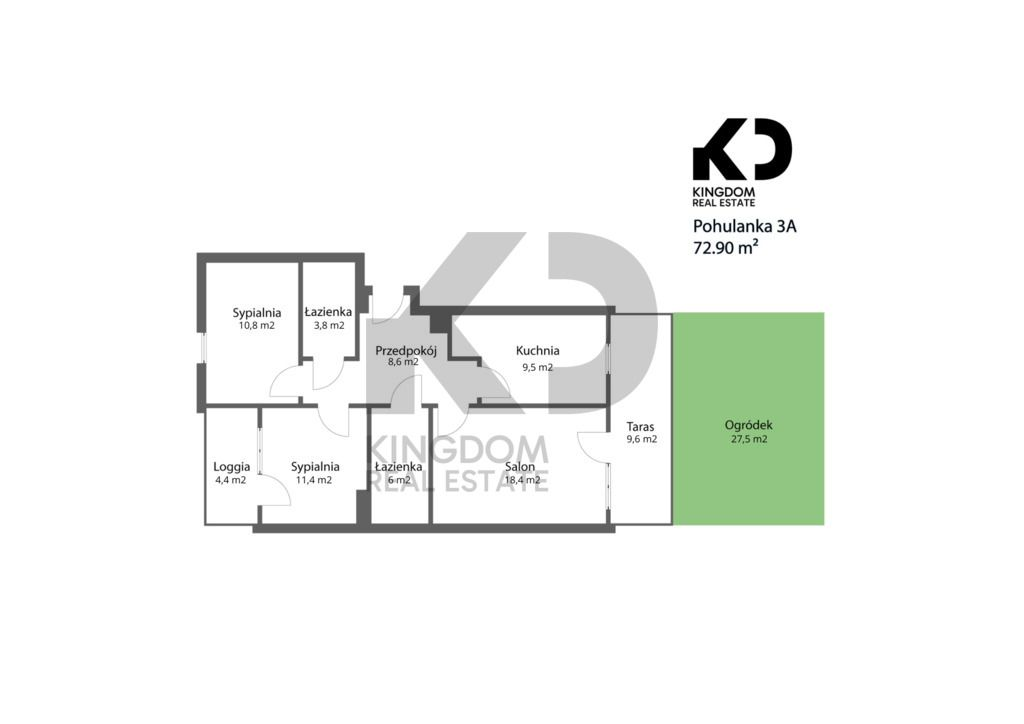 KD
KINGDOM
REAL ESTATE
Pohulanka 3A
72.90 m²
Sypialnia
10,8 m2
Łazienka
3,8 m2
Przedpokój
8,6 m2
Kuchnia
9,5 m2
Loggia
4,4 m2
Sypialnia
11,4 m2
Łazienka
6 m2
Salon
18,4 m2
Taras
9,6 m2
Ogródek
27,5 m2
KD
KINGDOM
REAL ESTATE